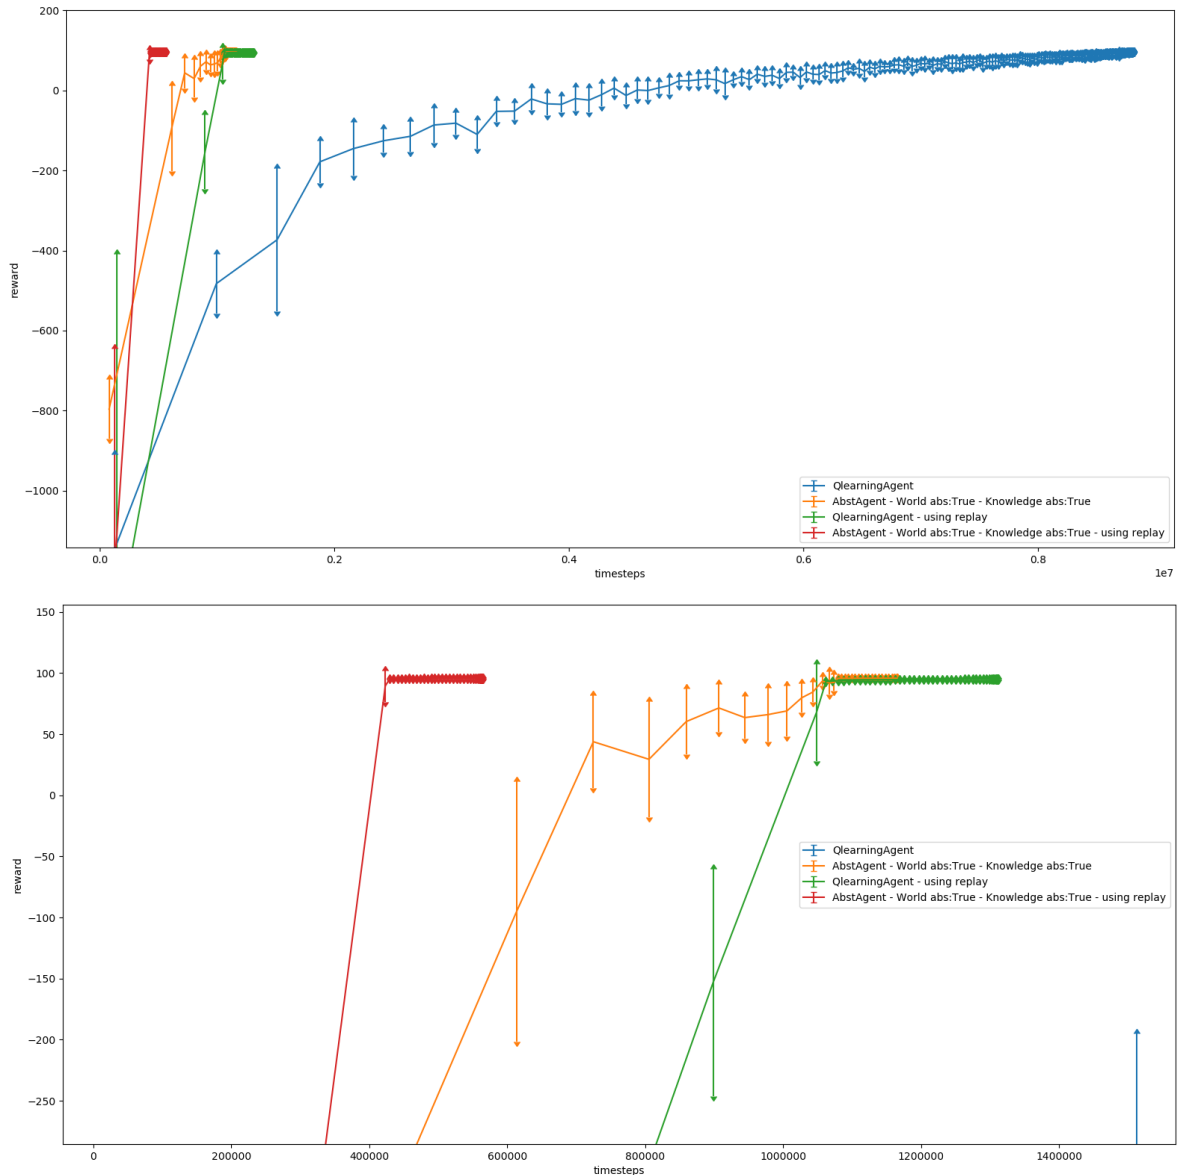 200
0
−200
−400
−600
−800
−1000
reward
0.0
0.2
0.4
0.6
0.8
1e7
timesteps
QlearningAgent
AbstAgent - World abs:True - Knowledge abs:True
QlearningAgent - using replay
AbstAgent - World abs:True - Knowledge abs:True - using replay
150
100
50
0
−50
−100
−150
−200
−250
reward
0
200000
400000
600000
800000
1000000
1200000
1400000
timesteps
QlearningAgent
AbstAgent - World abs:True - Knowledge abs:True
QlearningAgent - using replay
AbstAgent - World abs:True - Knowledge abs:True - using replay